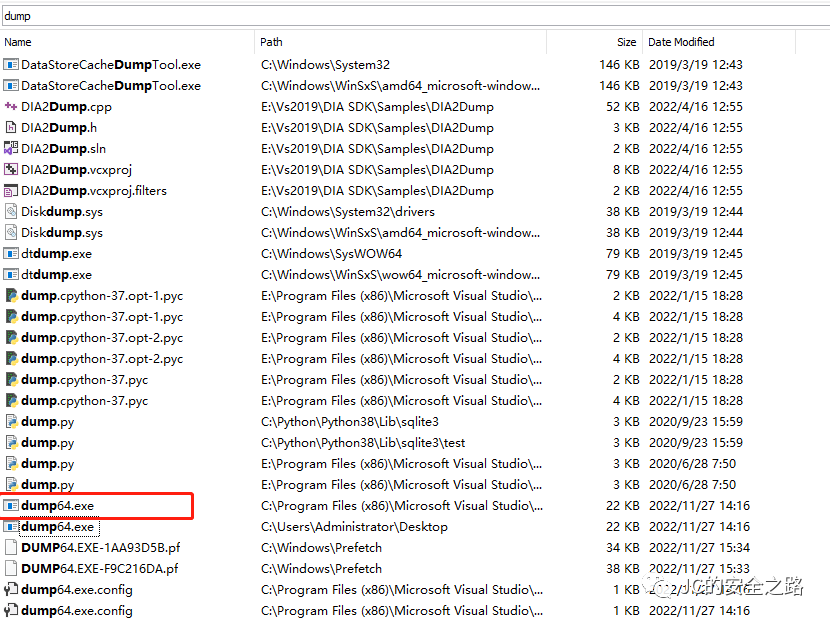 dump
Name Path Size Date Modified
DataStoreCacheDumpTool.exe C:\Windows\System32 146 KB 2019/3/19 12:43
DataStoreCacheDumpTool.exe C:\Windows\WinSxS\amd64_microsoft-window... 146 KB 2019/3/19 12:43
DIA2Dump.cpp E:\Vs2019\DIA SDK\Samples\DIA2Dump 52 KB 2022/4/16 12:55
DIA2Dump.h E:\Vs2019\DIA SDK\Samples\DIA2Dump 3 KB 2022/4/16 12:55
DIA2Dump.sln E:\Vs2019\DIA SDK\Samples\DIA2Dump 2 KB 2022/4/16 12:55
DIA2Dump.vcxproj E:\Vs2019\DIA SDK\Samples\DIA2Dump 8 KB 2022/4/16 12:55
DIA2Dump.vcxproj.filters E:\Vs2019\DIA SDK\Samples\DIA2Dump 2 KB 2022/4/16 12:55
Diskdump.sys C:\Windows\System32\drivers 38 KB 2019/3/19 12:44
Diskdump.sys C:\Windows\WinSxS\amd64_microsoft-window... 38 KB 2019/3/19 12:44
dtdump.exe C:\Windows\SysWOW64 79 KB 2019/3/19 12:45
dtdump.exe C:\Windows\WinSxS\wow64_microsoft-window... 79 KB 2019/3/19 12:45
dump.cpython-37.opt-1.pyc E:\Program Files (x86)\Microsoft Visual Studio\... 2 KB 2022/1/15 18:28
dump.cpython-37.opt-1.pyc E:\Program Files (x86)\Microsoft Visual Studio\... 4 KB 2022/1/15 18:28
dump.cpython-37.opt-2.pyc E:\Program Files (x86)\Microsoft Visual Studio\... 2 KB 2022/1/15 18:28
dump.cpython-37.opt-2.pyc E:\Program Files (x86)\Microsoft Visual Studio\... 4 KB 2022/1/15 18:28
dump.cpython-37.pyc E:\Program Files (x86)\Microsoft Visual Studio\... 2 KB 2022/1/15 18:28
dump.cpython-37.pyc E:\Program Files (x86)\Microsoft Visual Studio\... 4 KB 2022/1/15 18:28
dump.py C:\Python\Python38\Lib\sqlite3 3 KB 2020/9/23 15:59
dump.py C:\Python\Python38\Lib\sqlite3\test 3 KB 2020/9/23 15:59
dump.py E:\Program Files (x86)\Microsoft Visual Studio\... 3 KB 2020/6/28 7:50
dump.py E:\Program Files (x86)\Microsoft Visual Studio\... 3 KB 2020/6/28 7:50
dump64.exe C:\Program Files (x86)\Microsoft Visual Studio\... 22 KB 2022/11/27 14:16
dump64.exe C:\Users\Administrator\Desktop 22 KB 2022/11/27 14:16
DUMP64.EXE-1AA93D5B.pf C:\Windows\Prefetch 34 KB 2022/11/27 15:34
DUMP64.EXE-F9C216DA.pf C:\Windows\Prefetch 38 KB 2022/11/27 15:33
dump64.exe.config C:\Program Files (x86)\Microsoft Visual Studio\... 1 KB
JC的安全之路
dump64.exe.config C:\Program Files (x86)\Microsoft Visual Studio\... 1 KB 2022/11/27 14:16